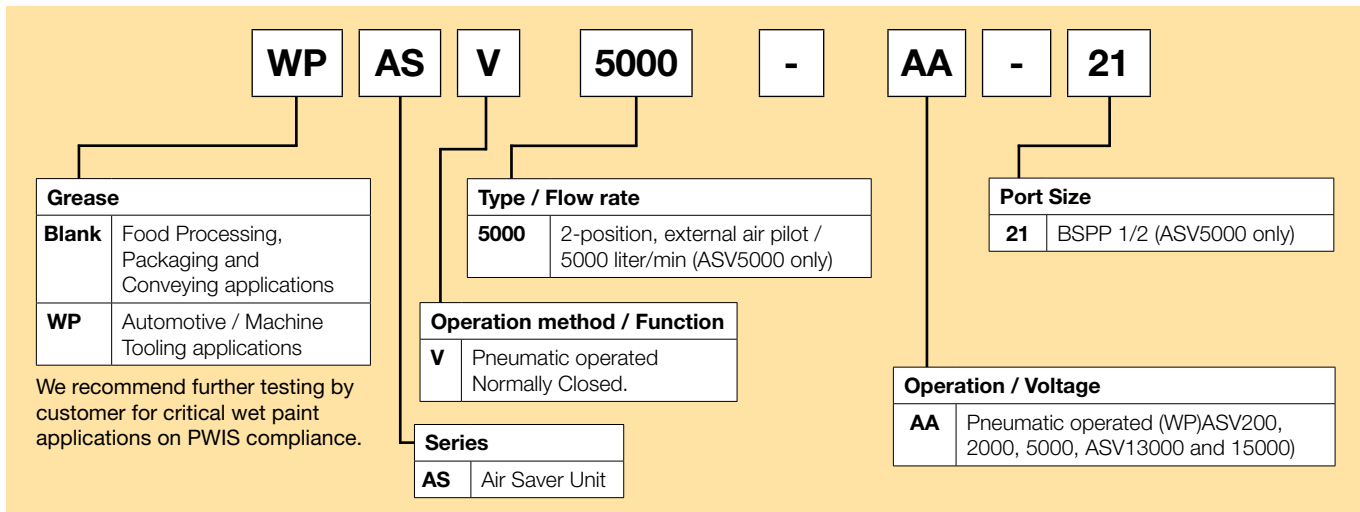 WP AS V 5000 - AA - 21
Grease
Blank Food Processing,
Packaging and
Conveying applications
WP Automotive / Machine
Tooling applications
We recommend further testing by
customer for critical wet paint
applications on PWIS compliance.
Series
AS Air Saver Unit
Operation method / Function
V Pneumatic operated
Normally Closed.
Type / Flow rate
5000 2-position, external air pilot /
5000 liter/min (ASV5000 only)
Operation / Voltage
AA Pneumatic operated (WP)ASV200,
2000, 5000, ASV13000 and 15000)
Port Size
21 BSPP 1/2 (ASV5000 only)